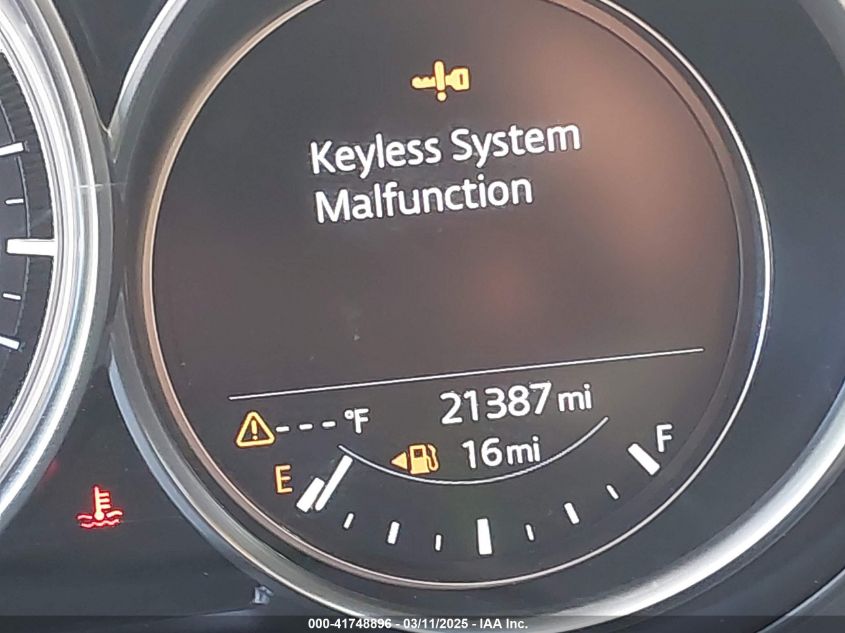 Keyless System
Malfunction
---°F 21387 mi
16 mi
E F
000-41748896 - 03/11/2025 - IAA Inc.